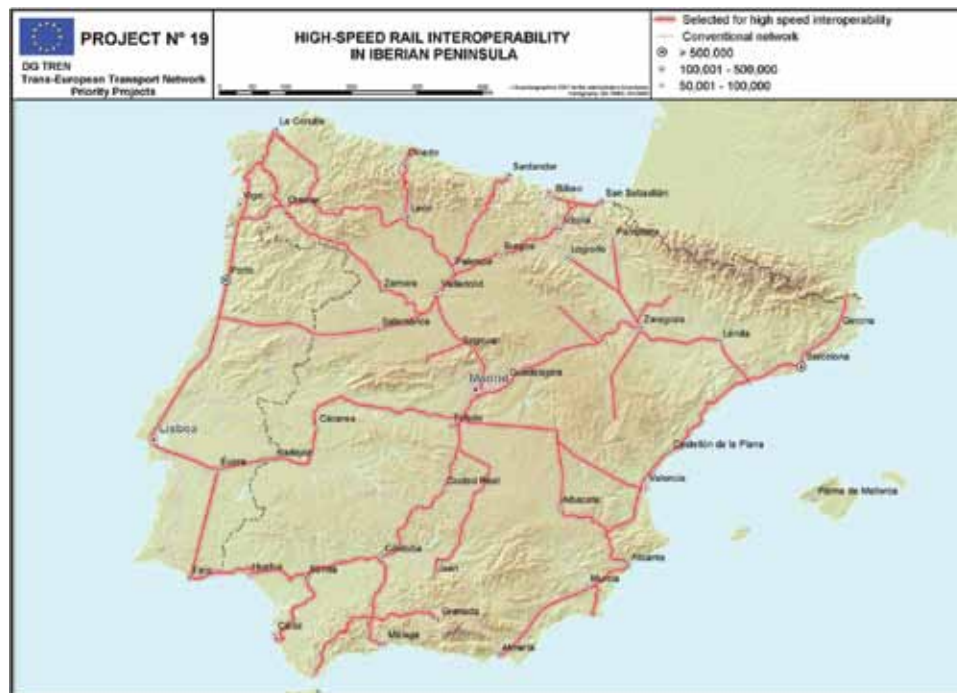 PROJECT N° 19
DG TREN
Trans-European Transport Network
Priority Projects
HIGH-SPEED RAIL INTEROPERABILITY
IN IBERIAN PENINSULA
Selected for high speed interoperability
Conventional network
> 500,000
100,001 - 500,000
50,001 - 100,000
La Coruña
Oviedo
Santander
Bilbao
San Sebastián
Vigo
Orense
León
Vitoria
Pamplona
Burgos
Logroño
Palencia
Porto
Zamora
Valladolid
Zaragoza
Lérida
Gerona
Salamanca
Barcelona
Guadalajara
Madrid
Toledo
Cáceres
Lisboa
Castellón de la Plana
Badajoz
Évora
Ciudad Real
Valencia
Palma de Mallorca
Albacete
Córdoba
Alicante
Jaén
Murcia
Faro
Huelva
Sevilla
Granada
Cádiz
Málaga
Almería